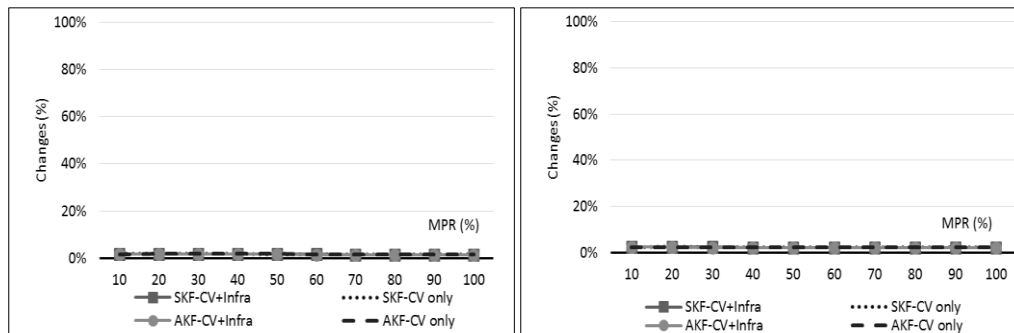 100%
80%
60%
40%
20%
0%
Changes (%)
MPR (%)
10 20 30 40 50 60 70 80 90 100
SKF-CV+Infra SKF-CV only
AKF-CV+Infra AKF-CV only
100%
80%
60%
40%
20%
0%
Changes (%)
MPR (%)
10 20 30 40 50 60 70 80 90 100
SKF-CV+Infra SKF-CV only
AKF-CV+Infra AKF-CV only